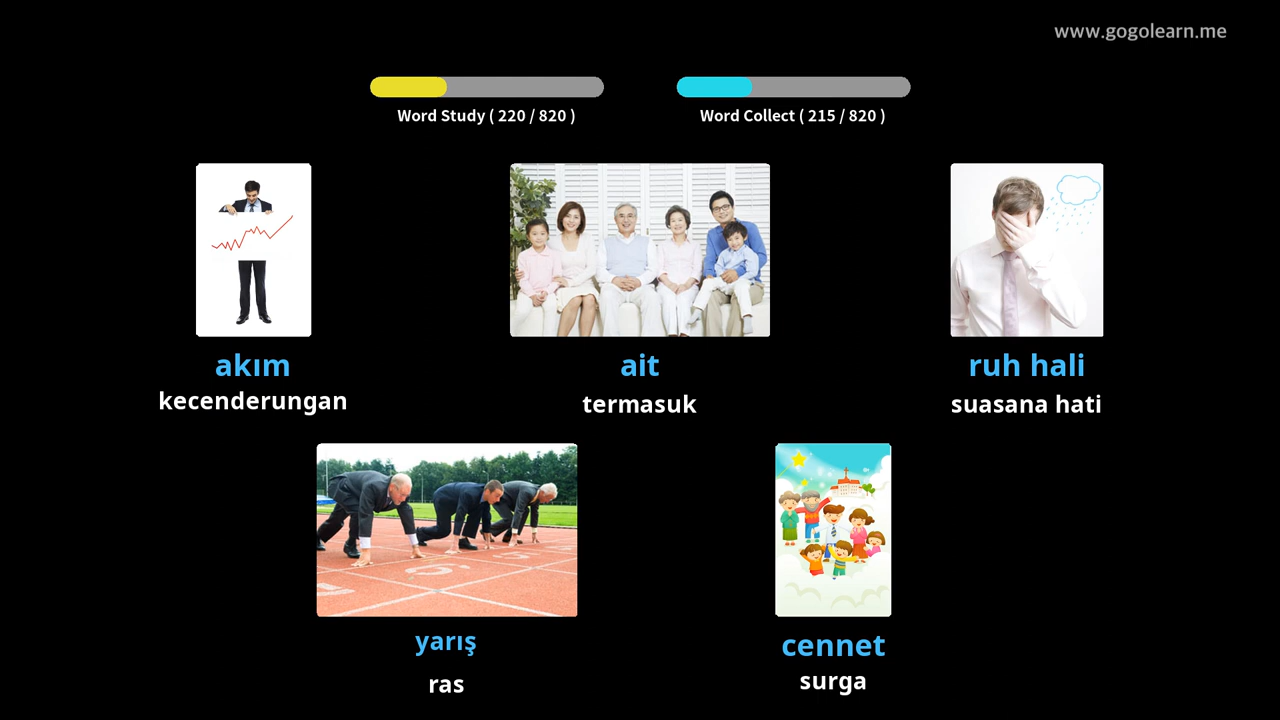 www.gogolearn.me
Word Study ( 220 / 820 )
Word Collect ( 215 / 820 )
akım
kecenderungan
ait
termasuk
ruh hali
suasana hati
yarış
ras
cennet
surga